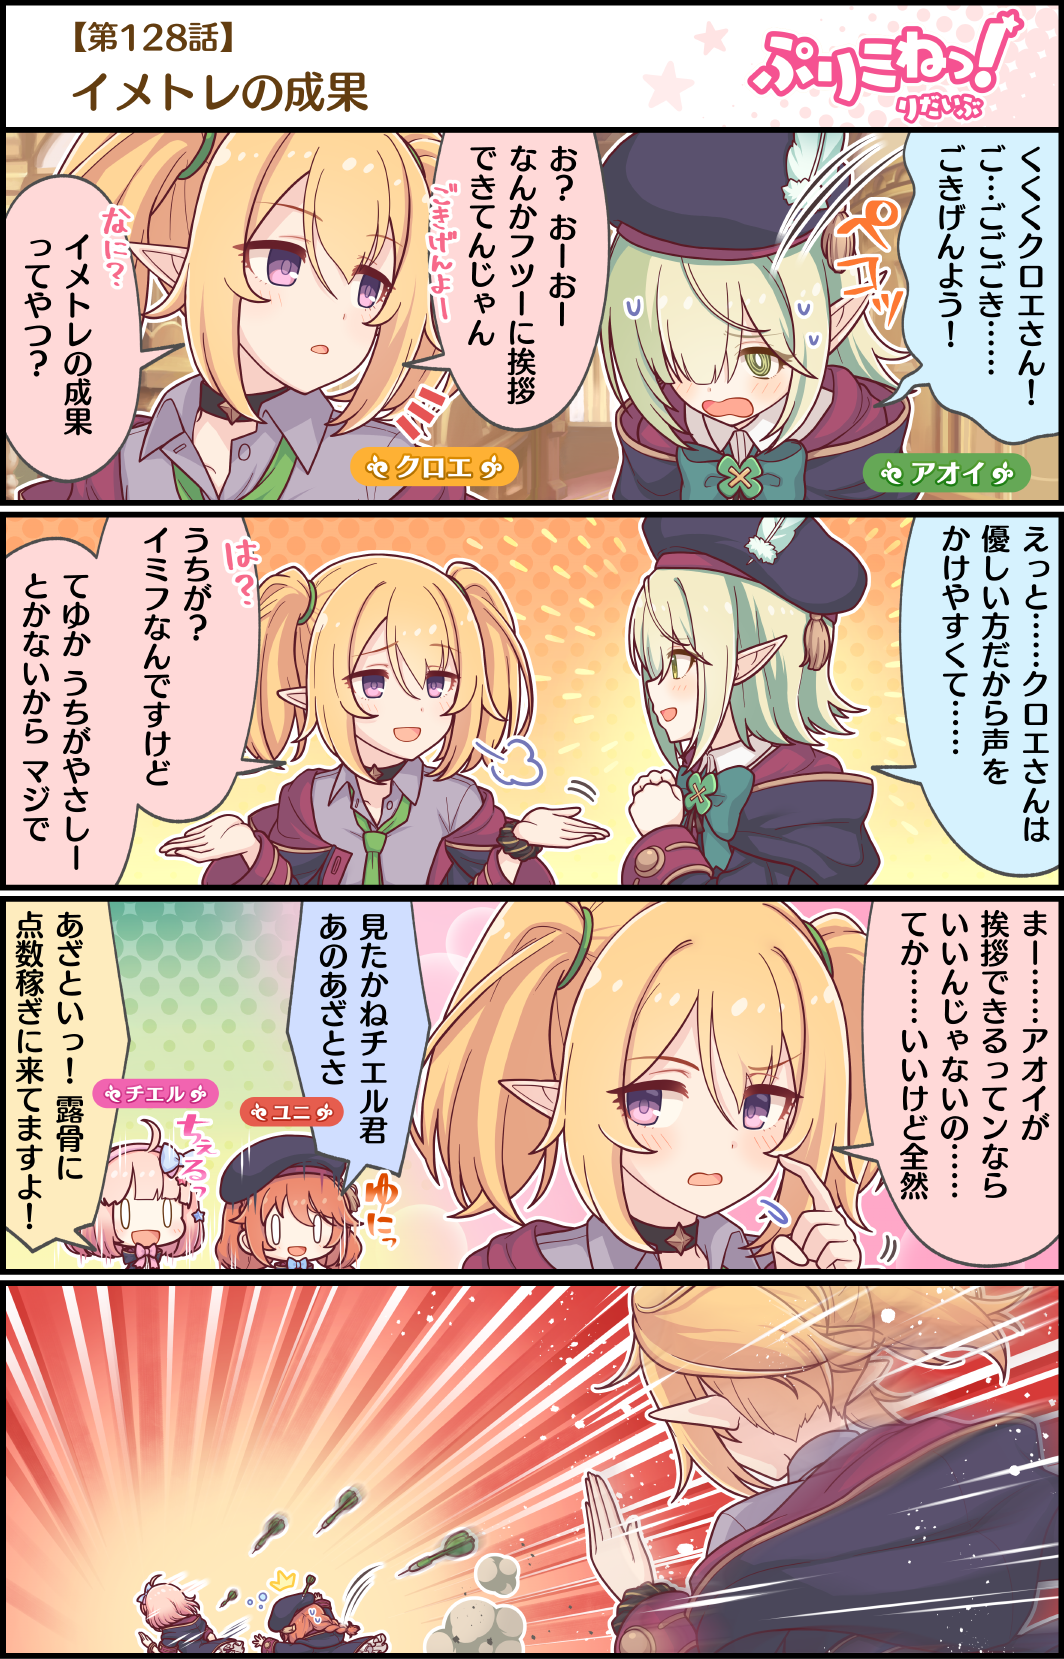 【第128話】
イメトレの成果
ぷりこねっ!
りだいぶ
くくくクロエさん!
ご…ごごごき……
ごきげんよう!
ペコッ
アオイ
お? おーおー
なんかフツーに挨拶
できてんじゃん
ごきげんよー
クロエ
なに?
イメトレの成果
ってやつ?
えっと……クロエさんは
優しい方だから声を
かけやすくて……
は?
うちが?
イミフなんですけど
てゆか うちがやさしー
とかないから マジで
まー……アオイが
挨拶できるってンなら
いいんじゃないの……
てか……いいけど全然
見たかねチエル君
あのあざとさ
ユニ
ゆにっ
チエル
ちぇるっ
あざといっ! 露骨に
点数稼ぎに来てますよ!